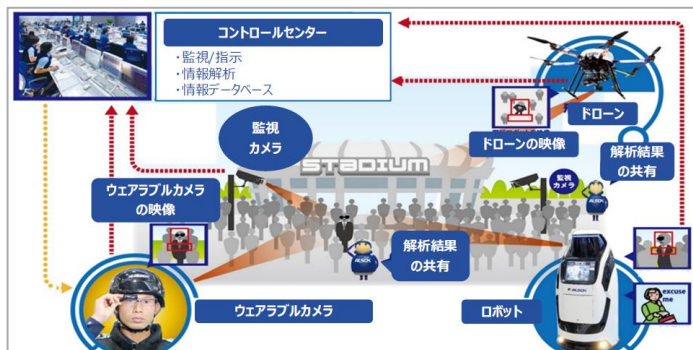 コントロールセンター
・監視/指示
・情報解析
・情報データベース
監視
カメラ
STADIUM
ドローンの映像
ドローン
解析結果
の共有
監視
カメラ
ウェアラブルカメラ
の映像
解析結果
の共有
ALSOK
ALSOK
excuse
me
ウェアラブルカメラ
ロボット